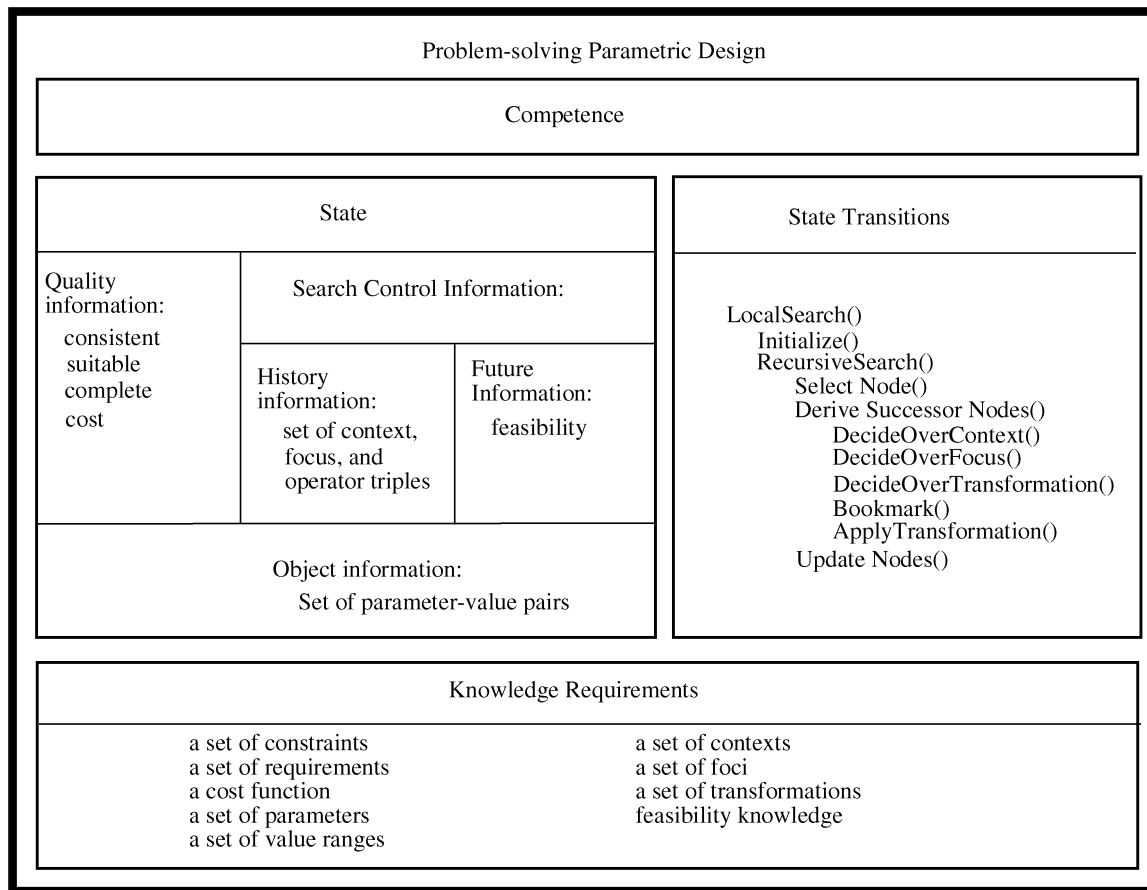 Problem-solving Parametric Design
Competence
State
Quality
information:
consistent
suitable
complete
cost
Search Control Information:
History
information:
set of context,
focus, and
operator triples
Future
Information:
feasibility
Object information:
Set of parameter-value pairs
State Transitions
LocalSearch()
Initialize()
RecursiveSearch()
Select Node()
Derive Successor Nodes()
DecideOverContext()
DecideOverFocus()
DecideOverTransformation()
Bookmark()
ApplyTransformation()
Update Nodes()
Knowledge Requirements
a set of constraints
a set of requirements
a cost function
a set of parameters
a set of value ranges
a set of contexts
a set of foci
a set of transformations
feasibility knowledge